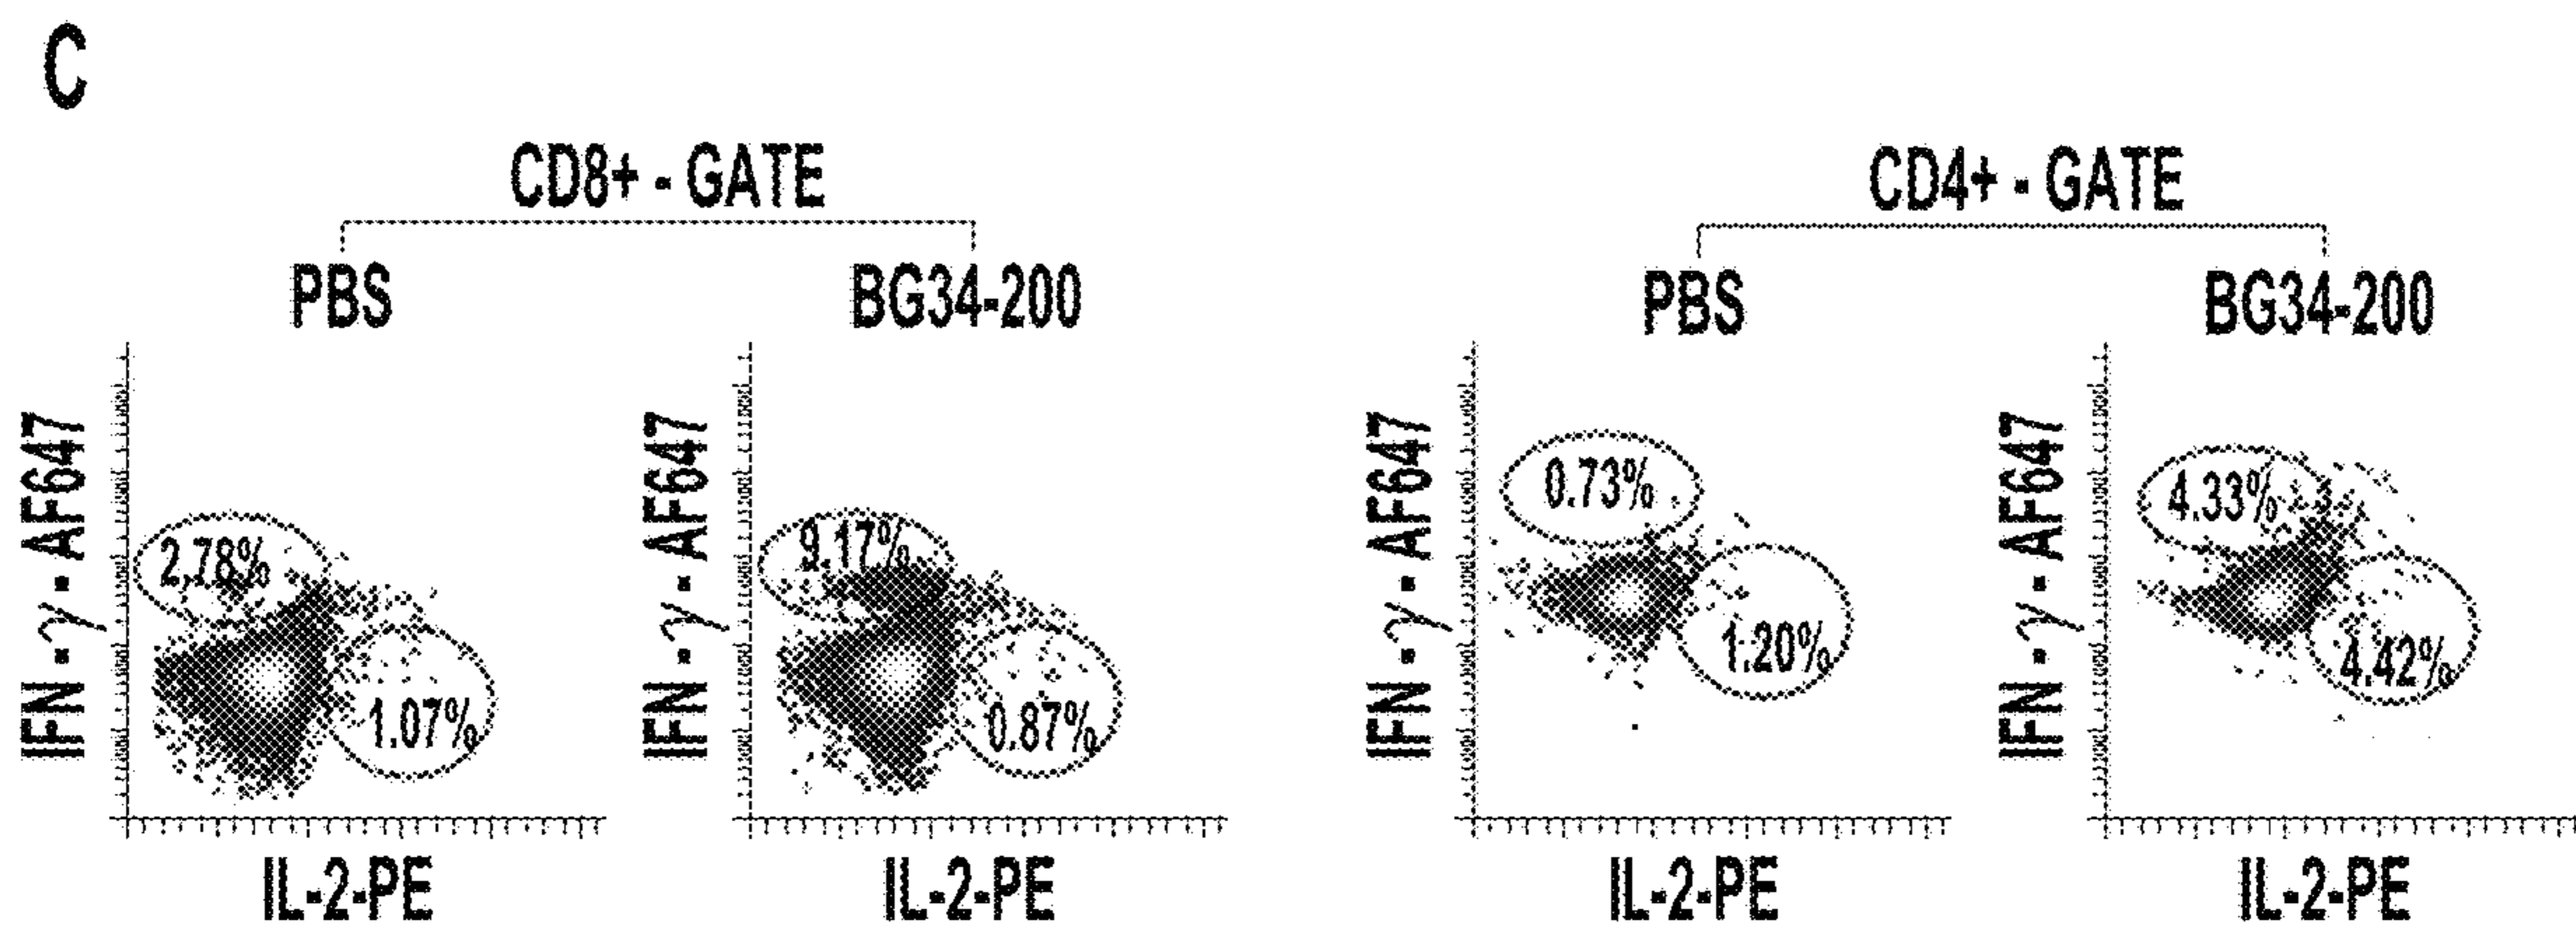 C
CD8+ - GATE
CD4+ - GATE
PBS
BG34-200
PBS
BG34-200
IFN - γ - AF647
2.78%
1.07%
IL-2-PE
IFN - γ - AF647
9.17%
0.87%
IL-2-PE
IFN - γ - AF647
0.73%
1.20%
IL-2-PE
IFN - γ - AF647
4.33%
4.42%
IL-2-PE